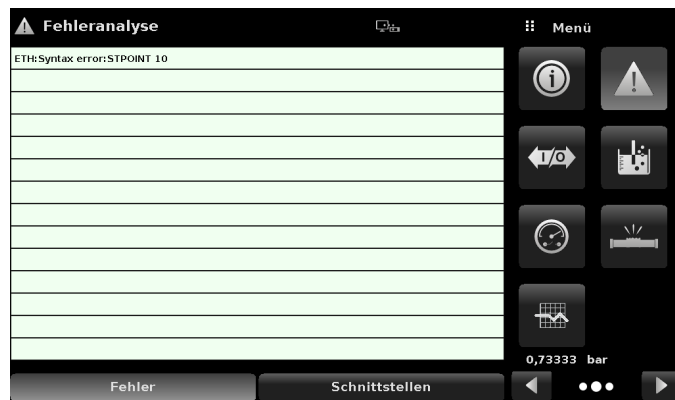 Fehleranalyse
Menü
ETH:Syntax error:STPOINT 10
I/O
0,73333 bar
Fehler
Schnittstellen